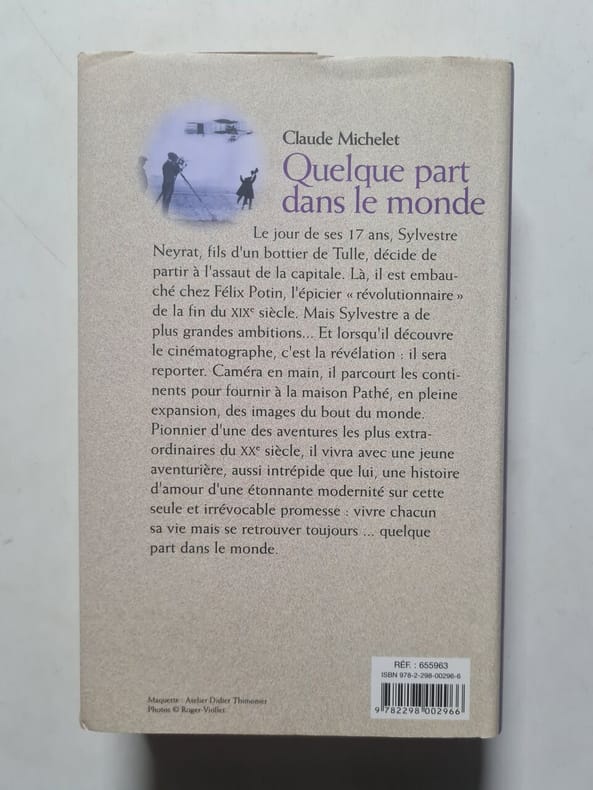 Claude Michelet
Quelque part
dans le monde
Le jour de ses 17 ans, Sylvestre
Neyrat, fils d'un bottier de Tulle, décide de
partir à l'assaut de la capitale. Là, il est embau-
ché chez Félix Potin, l'épicier « révolutionnaire »
de la fin du XIXe siècle. Mais Sylvestre a de
plus grandes ambitions... Et lorsqu'il découvre
le cinématographe, c'est la révélation : il sera
reporter. Caméra en main, il parcourt les conti-
nents pour fournir à la maison Pathé, en pleine
expansion, des images du bout du monde.
Pionnier d'une des aventures les plus extra-
ordinaires du XXe siècle, il vivra avec une jeune
aventurière, aussi intrépide que lui, une histoire
d'amour d'une étonnante modernité sur cette
seule et irrévocable promesse : vivre chacun
sa vie mais se retrouver toujours ... quelque
part dans le monde.
RÉF. : 655963
ISBN 978-2-298-00296-6
9 782298 002966
Maquette : Atelier Didier Thimonier
Photos © Roger-Viollet